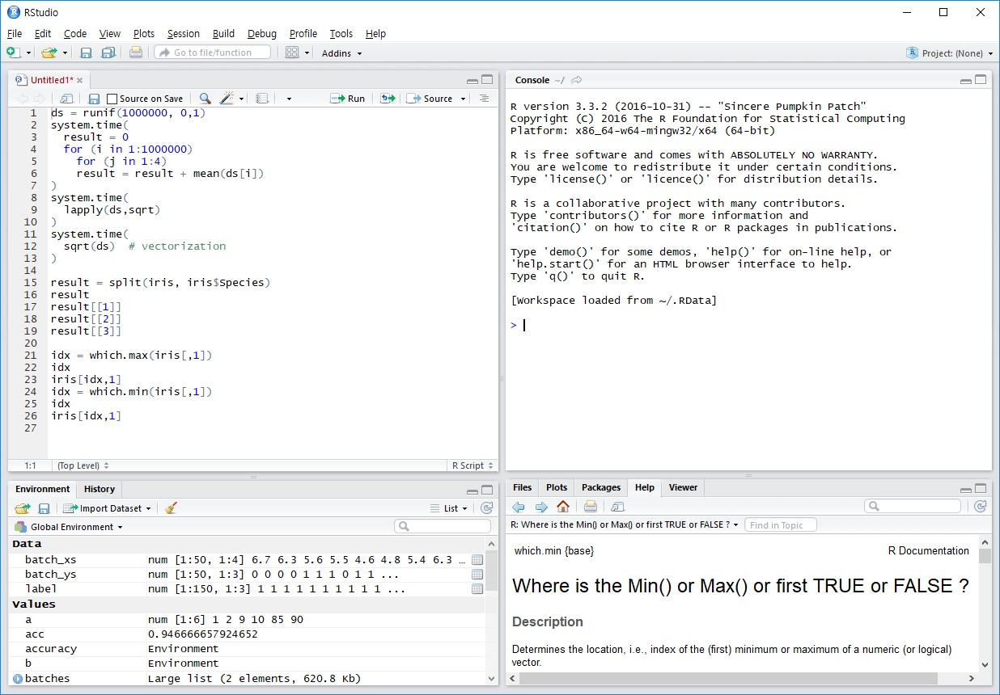 RStudio
File Edit Code View Plots Session Build Debug Profile Tools Help
Go to file/function Addins Project: (None)
Untitled1*
Source on Save Run Source
1 ds = runif(1000000, 0,1)
2 system.time(
3   result = 0
4   for (i in 1:1000000)
5     for (j in 1:4)
6     result = result + mean(ds[i])
7 )
8 system.time(
9   lapply(ds,sqrt)
10 )
11 system.time(
12   sqrt(ds)  # vectorization
13 )
14
15 result = split(iris, iris$Species)
16 result
17 result[[1]]
18 result[[2]]
19 result[[3]]
20
21 idx = which.max(iris[,1])
22 idx
23 iris[idx,1]
24 idx = which.min(iris[,1])
25 idx
26 iris[idx,1]
27
1:1 (Top Level) R Script
Console ~/
R version 3.3.2 (2016-10-31) -- "Sincere Pumpkin Patch"
Copyright (C) 2016 The R Foundation for Statistical Computing
Platform: x86_64-w64-mingw32/x64 (64-bit)
R is free software and comes with ABSOLUTELY NO WARRANTY.
You are welcome to redistribute it under certain conditions.
Type 'license()' or 'licence()' for distribution details.
R is a collaborative project with many contributors.
Type 'contributors()' for more information and
'citation()' on how to cite R or R packages in publications.
Type 'demo()' for some demos, 'help()' for on-line help, or
'help.start()' for an HTML browser interface to help.
Type 'q()' to quit R.
[Workspace loaded from ~/.RData]
>
Environment History
Import Dataset List
Global Environment
Data
batch_xs num [1:50, 1:4] 6.7 6.3 5.6 5.5 4.6 4.8 5.4 6.3 …
batch_ys num [1:50, 1:3] 0 0 0 0 1 1 1 0 1 1 ...
label num [1:150, 1:3] 1 1 1 1 1 1 1 1 1 1 ...
Values
a num [1:6] 1 2 9 10 85 90
acc 0.946666657924652
accuracy Environment
b Environment
batches Large list (2 elements, 620.8 Kb)
Files Plots Packages Help Viewer
R: Where is the Min() or Max() or first TRUE or FALSE ? Find in Topic
which.min {base} R Documentation
Where is the Min() or Max() or first TRUE or FALSE ?
Description
Determines the location, i.e., index of the (first) minimum or maximum of a numeric (or logical)
vector.